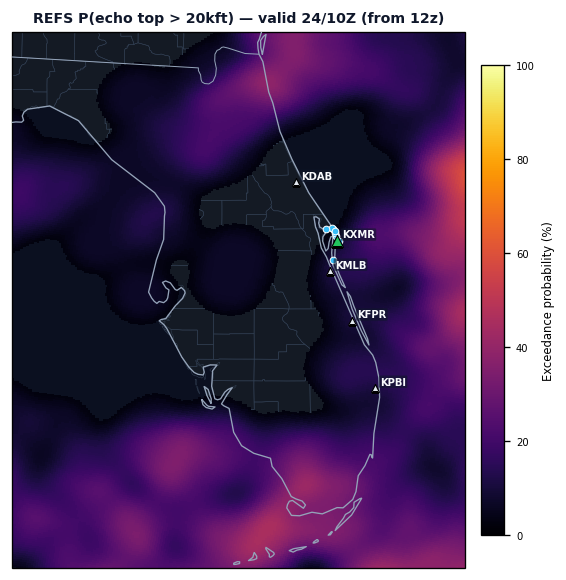 REFS P(echo top > 20kft) — valid 24/10Z (from 12z)
KDAB
KXMR
KMLB
KFPR
KPBI
100
80
60
40
20
0
Exceedance probability (%)